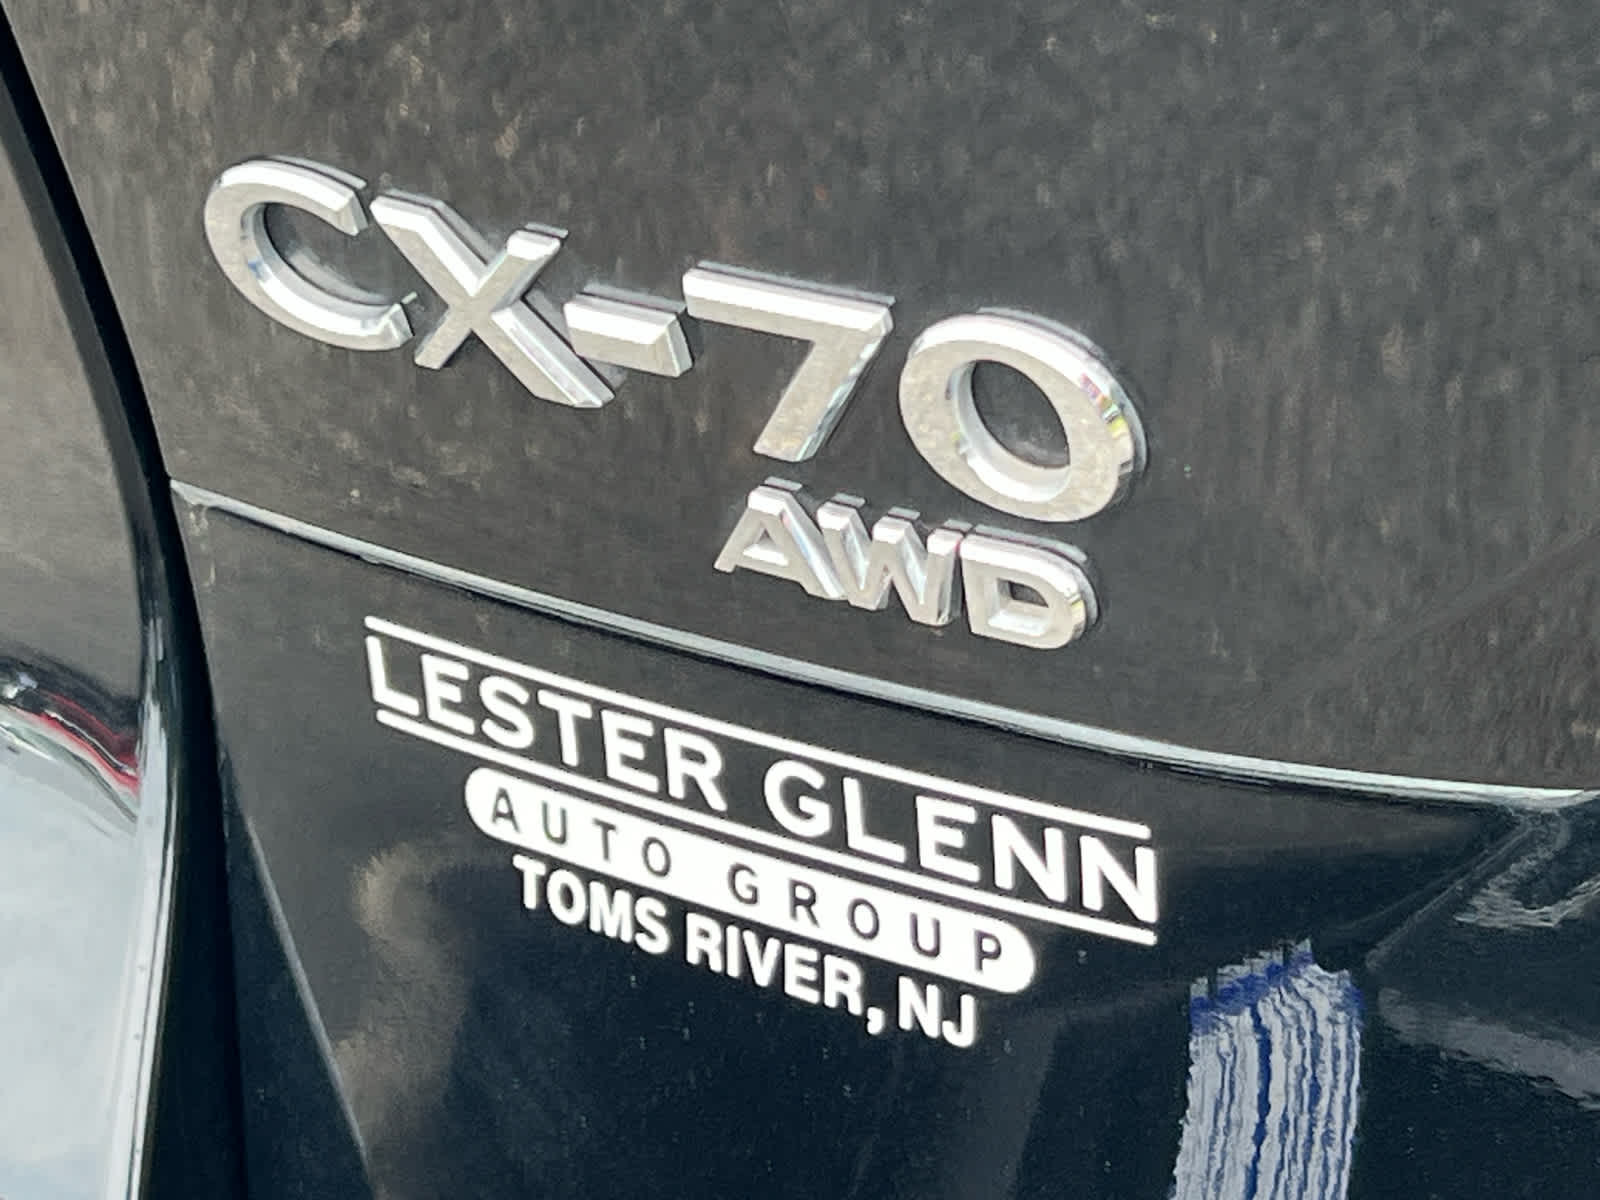 CX-70
AWD
LESTER GLENN
AUTO GROUP
TOMS RIVER, NJ